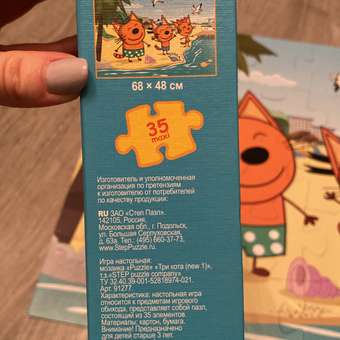 68 × 48 см
35
maxi
Изготовитель и уполномоченная
организация по претензиям
к изготовителю от потребителей
по качеству продукции:
RU ЗАО «Степ Пазл».
142105, Россия,
Московская обл., г. Подольск,
ул. Большая Серпуховская,
д. 63а. Тел.: (495) 660-37-73,
www.StepPuzzle.com
Игра настольная:
мозаика «Puzzle» «Три кота (new 1)»,
т.з.«STEP puzzle company»
ТУ 32.40.39-001-52818974-021.
Арт. 91277.
Характеристика: настольная игра
относится к предметам игрового
обихода, представляет собой пазл,
состоящий из 35 элементов.
Материалы: картон, бумага.
Внимание! Предназначено
для детей старше 3 лет.